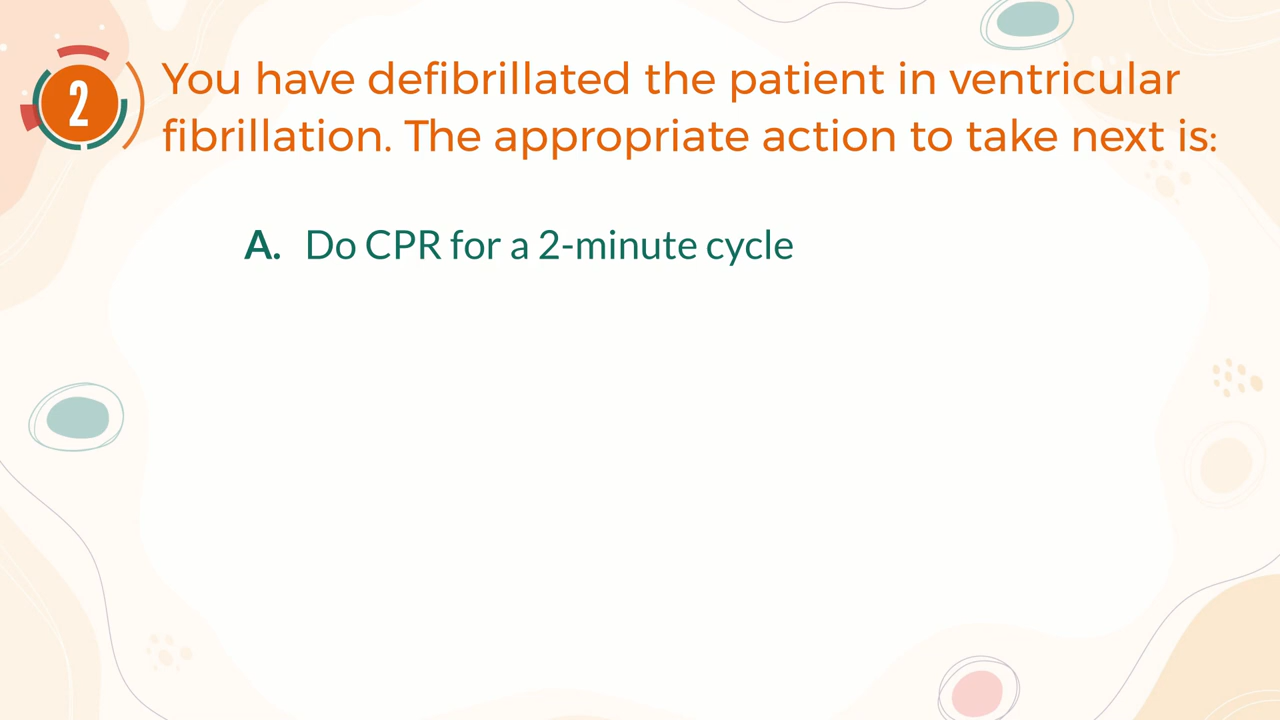 2
You have defibrillated the patient in ventricular
fibrillation. The appropriate action to take next is:
A. Do CPR for a 2-minute cycle